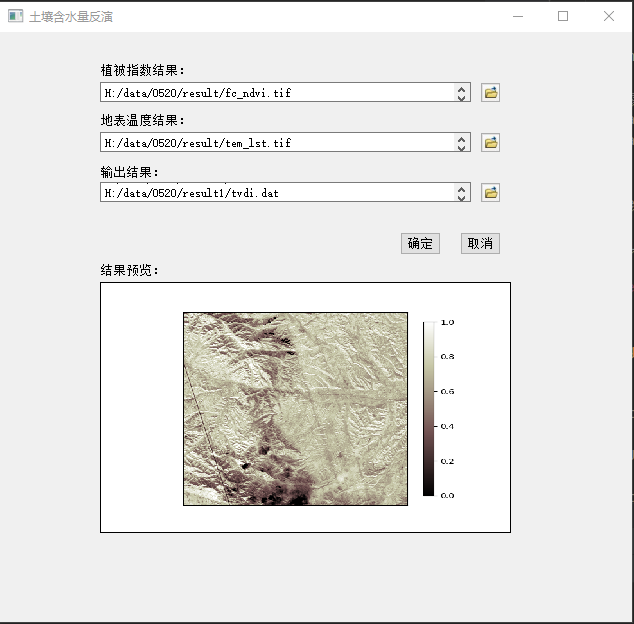 土壤含水量反演
植被指数结果：
H:/data/0520/result/fc_ndvi.tif
地表温度结果：
H:/data/0520/result/tem_lst.tif
输出结果：
H:/data/0520/result1/tvdi.dat
确定 取消
结果预览：
1.0
0.8
0.6
0.4
0.2
0.0